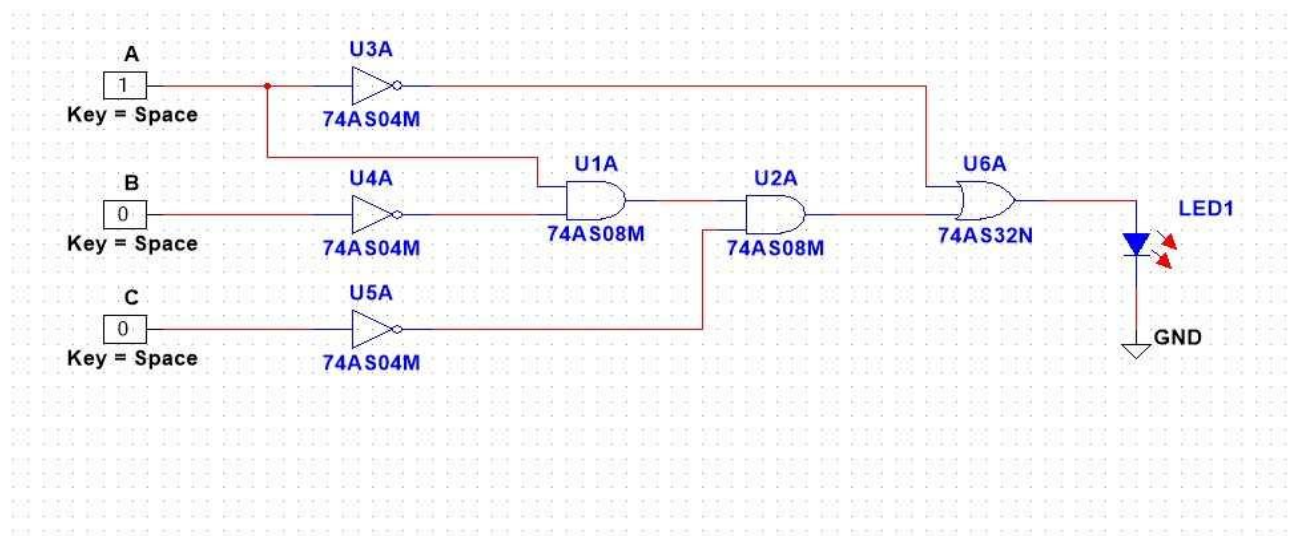 A
1
Key = Space
U3A
74AS04M
B
0
Key = Space
U4A
74AS04M
U1A
74AS08M
U2A
74AS08M
U6A
74AS32N
LED1
C
0
Key = Space
U5A
74AS04M
GND